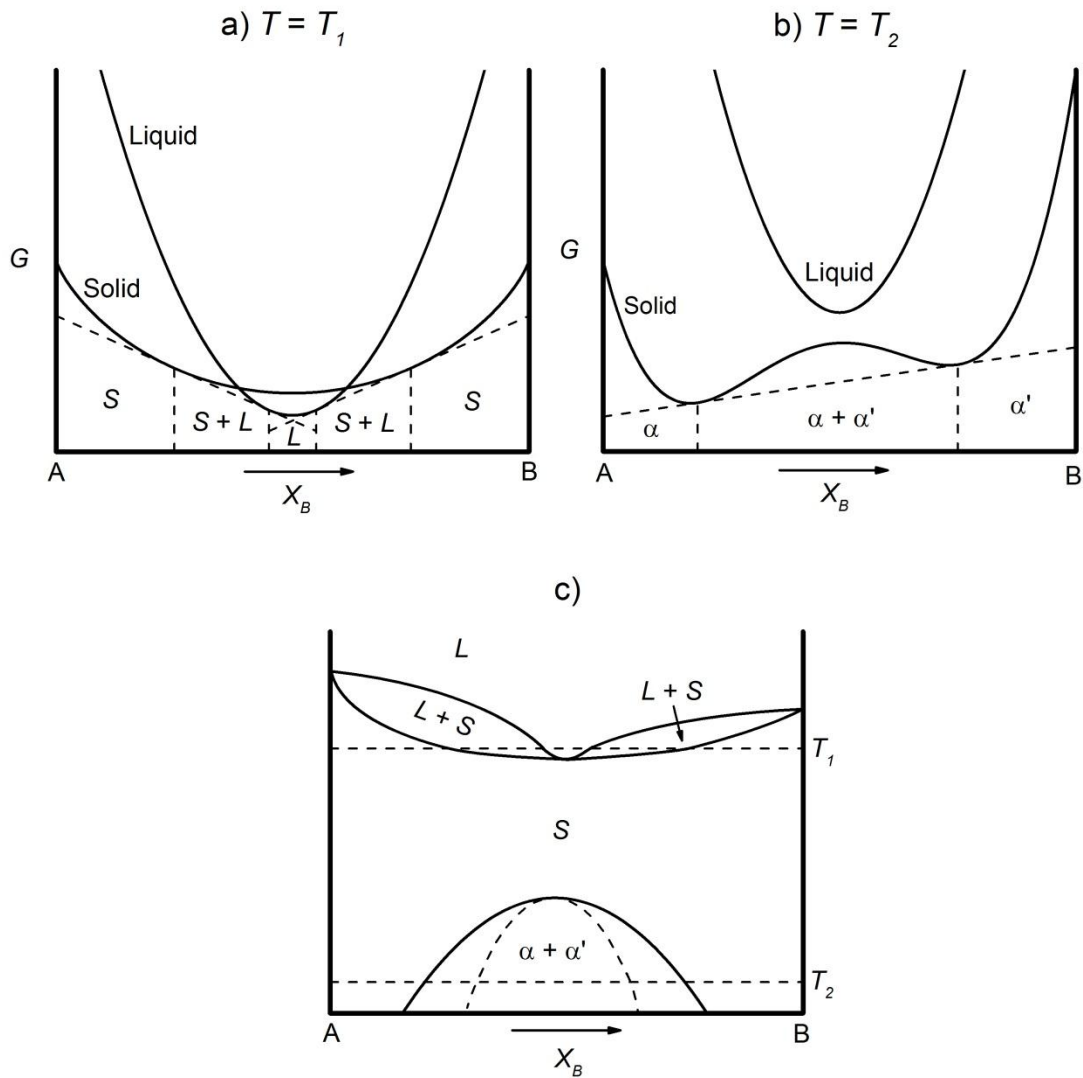 a) T = T1
b) T = T2
G
Liquid
Solid
S
S + L
L
S + L
S
A
B
XB
G
Liquid
Solid
α
α + α'
α'
A
B
XB
c)
L
L + S
L + S
T1
S
α + α'
T2
A
B
XB